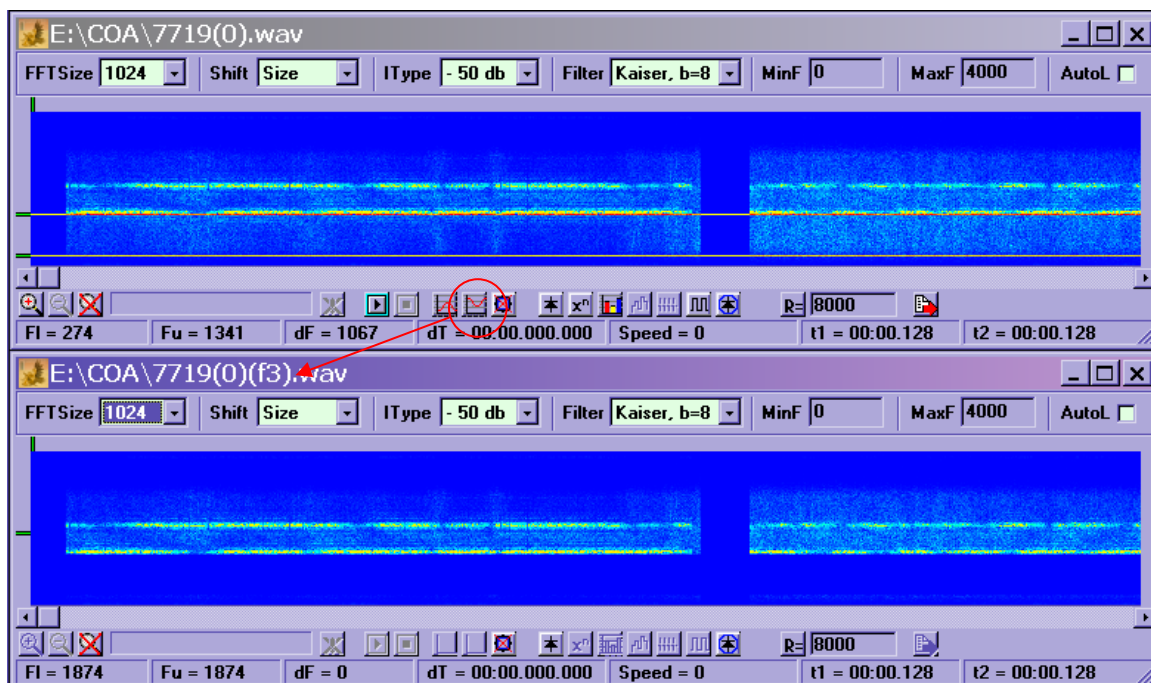 E:\COA\7719(0).wav
FFTSize 1024 Shift Size IType - 50 db Filter Kaiser, b=8 MinF 0 MaxF 4000 AutoL
xⁿ R= 8000
Fl = 274 Fu = 1341 dF = 1067 dT = 00:00.000.000 Speed = 0 t1 = 00:00.128 t2 = 00:00.128
E:\COA\7719(0)(f3).wav
FFTSize 1024 Shift Size IType - 50 db Filter Kaiser, b=8 MinF 0 MaxF 4000 AutoL
xⁿ R= 8000
Fl = 1874 Fu = 1874 dF = 0 dT = 00:00.000.000 Speed = 0 t1 = 00:00.128 t2 = 00:00.128